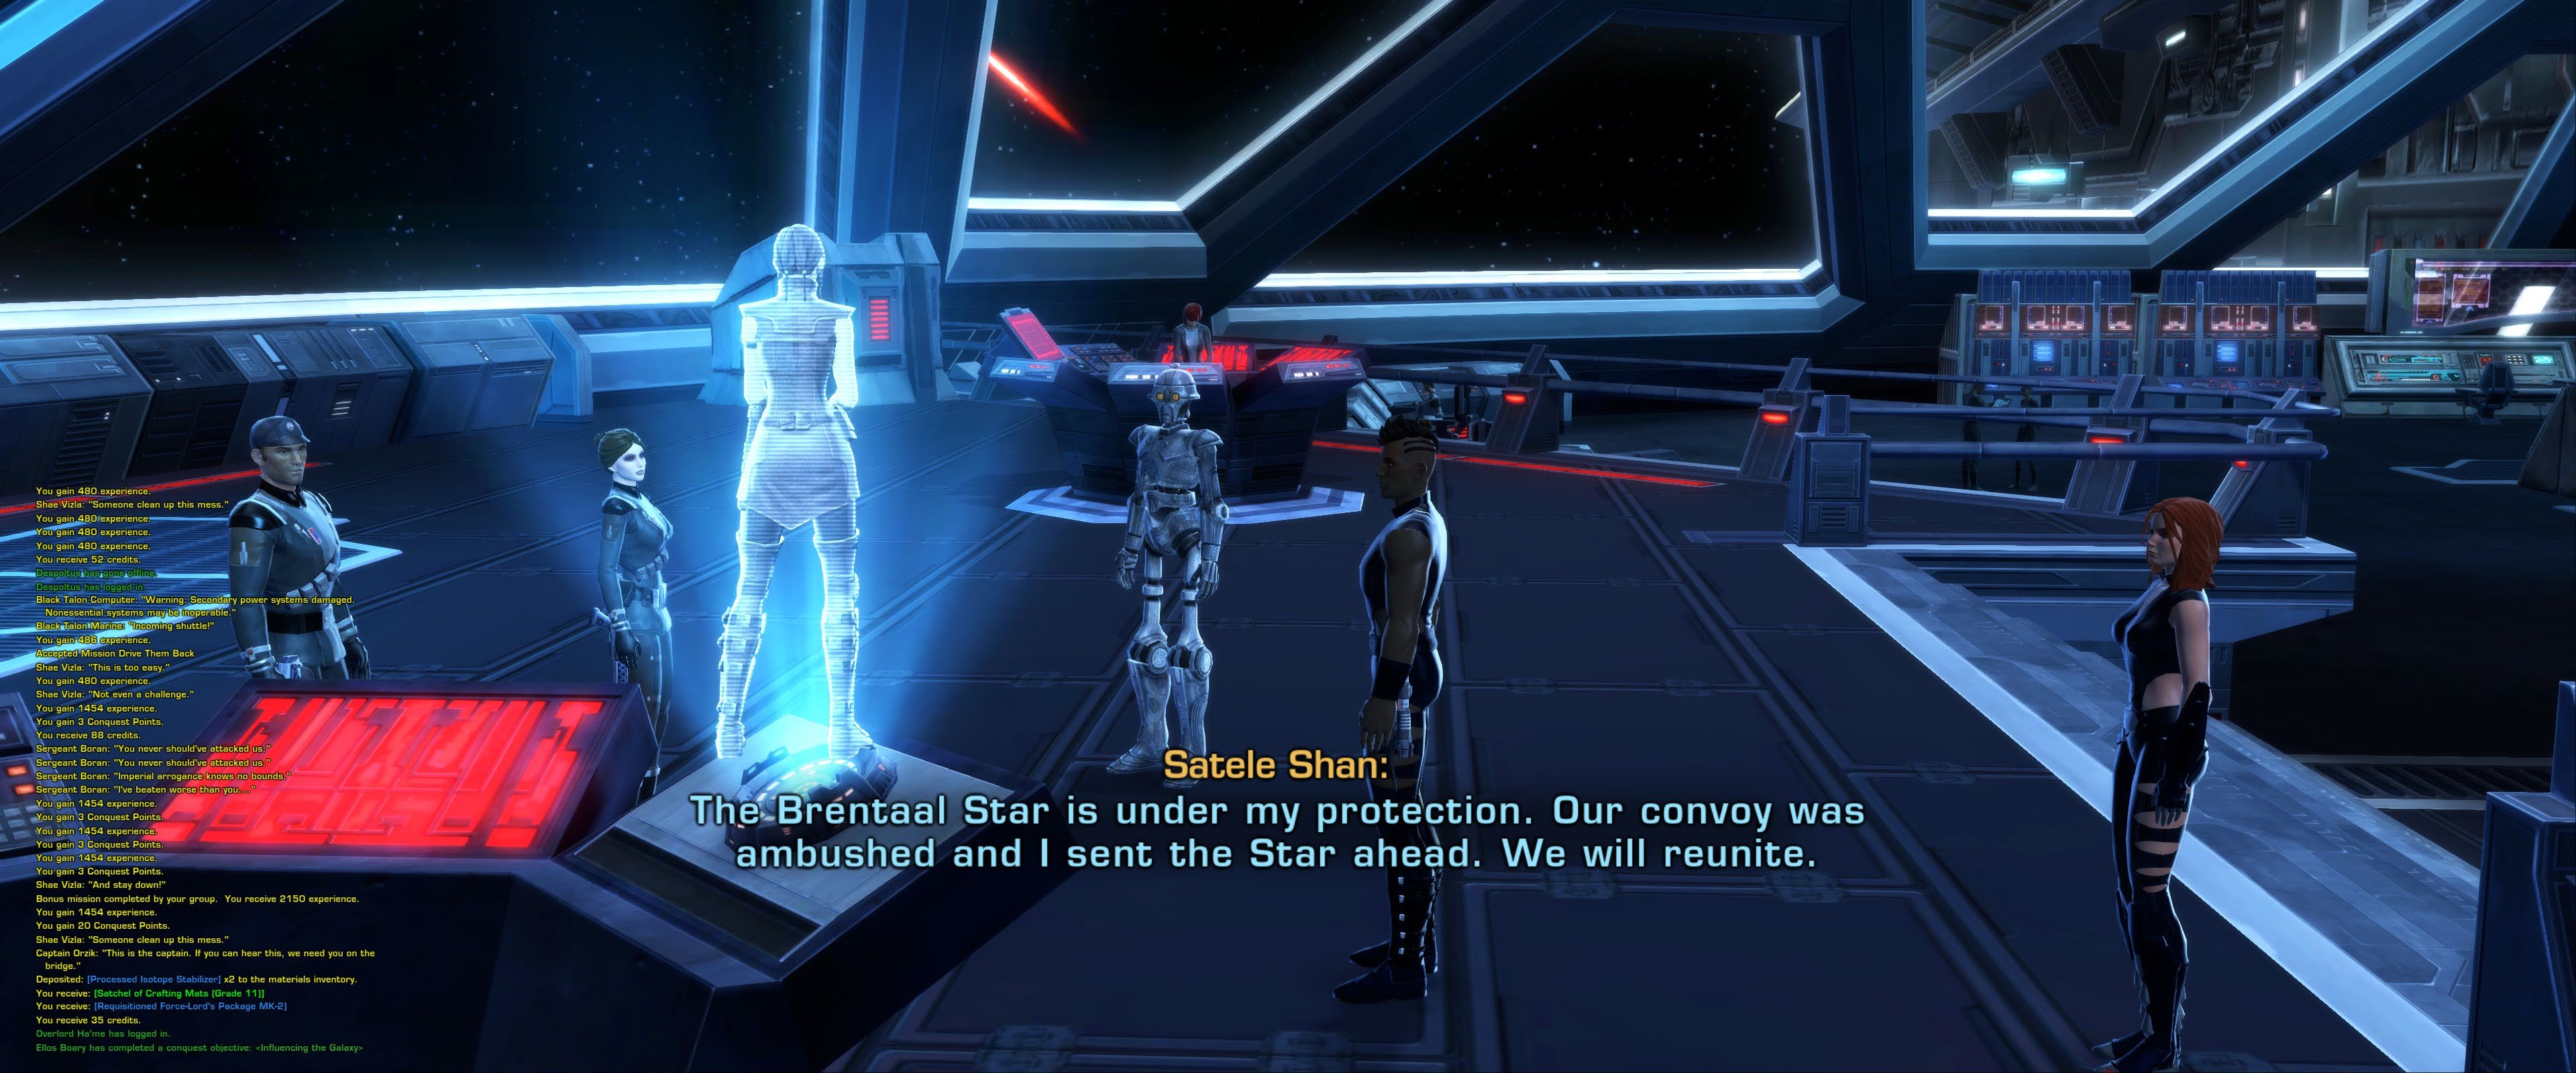 You gain 480 experience.
Shae Vizla: "Someone clean up this mess."
You gain 480 experience.
You gain 480 experience.
You gain 480 experience.
You receive 52 credits.
Despoltus has gone offline.
Despoltus has logged in.
Black Talon Computer: "Warning: Secondary power systems damaged.
Nonessential systems may be inoperable."
Black Talon Marine: "Incoming shuttle!"
You gain 486 experience.
Accepted Mission Drive Them Back
Shae Vizla: "This is too easy."
You gain 480 experience.
Shae Vizla: "Not even a challenge."
You gain 1454 experience.
You gain 3 Conquest Points.
You receive 88 credits.
Sergeant Boran: "You never should've attacked us."
Sergeant Boran: "You never should've attacked us."
Sergeant Boran: "Imperial arrogance knows no bounds."
Sergeant Boran: "I've beaten worse than you...."
You gain 1454 experience.
You gain 3 Conquest Points.
You gain 1454 experience.
You gain 3 Conquest Points.
You gain 1454 experience.
You gain 3 Conquest Points.
Shae Vizla: "And stay down!"
Bonus mission completed by your group.  You receive 2150 experience.
You gain 1454 experience.
You gain 20 Conquest Points.
Shae Vizla: "Someone clean up this mess."
Captain Orzik: "This is the captain. If you can hear this, we need you on the
bridge."
Deposited: [Processed Isotope Stabilizer] x2 to the materials inventory.
You receive: [Satchel of Crafting Mats (Grade 11)]
You receive: [Requisitioned Force-Lord's Package MK-2]
You receive 35 credits.
Overlord Ha'me has logged in.
Ellos Boary has completed a conquest objective: <Influencing the Galaxy>
Satele Shan:
The Brentaal Star is under my protection. Our convoy was
ambushed and I sent the Star ahead. We will reunite.